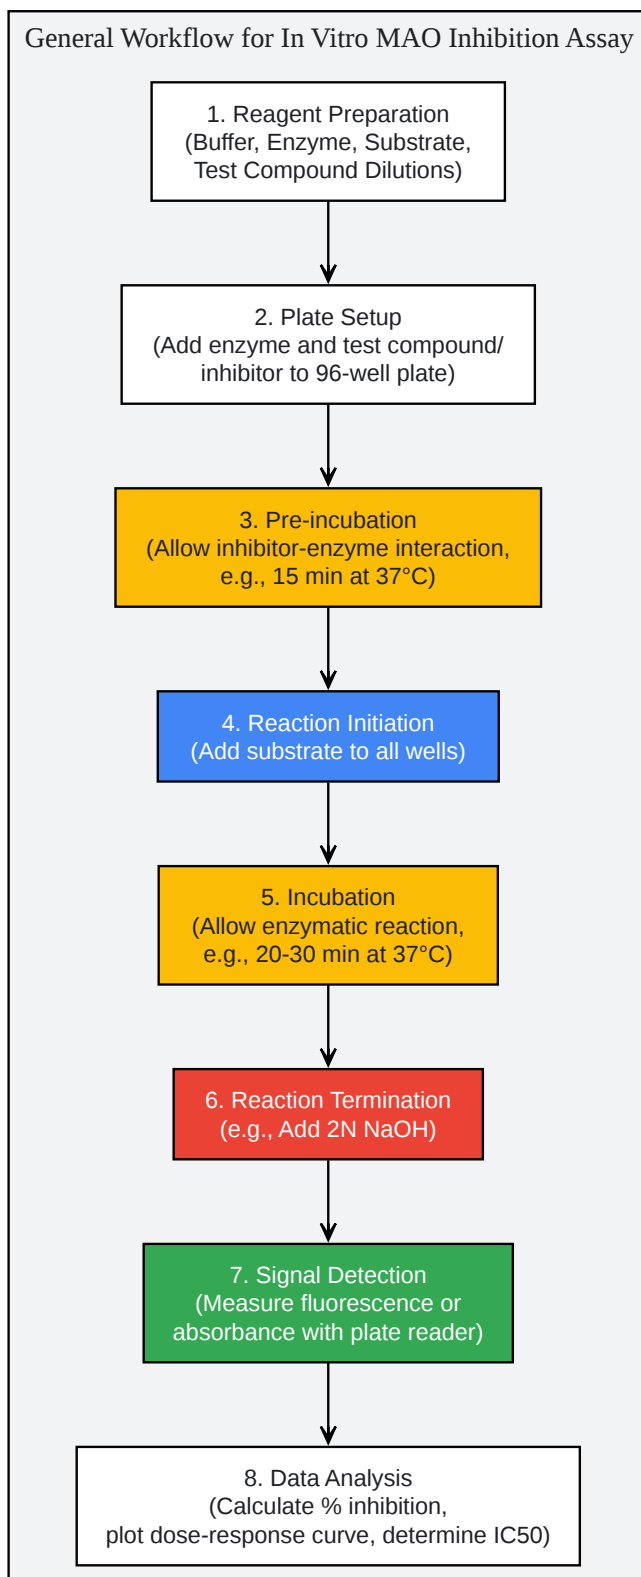 General Workflow for In Vitro MAO Inhibition Assay
1. Reagent Preparation
(Buffer, Enzyme, Substrate,
Test Compound Dilutions)
2. Plate Setup
(Add enzyme and test compound/
inhibitor to 96-well plate)
3. Pre-incubation
(Allow inhibitor-enzyme interaction,
e.g., 15 min at 37°C)
4. Reaction Initiation
(Add substrate to all wells)
5. Incubation
(Allow enzymatic reaction,
e.g., 20-30 min at 37°C)
6. Reaction Termination
(e.g., Add 2N NaOH)
7. Signal Detection
(Measure fluorescence or
absorbance with plate reader)
8. Data Analysis
(Calculate % inhibition,
plot dose-response curve, determine IC50)